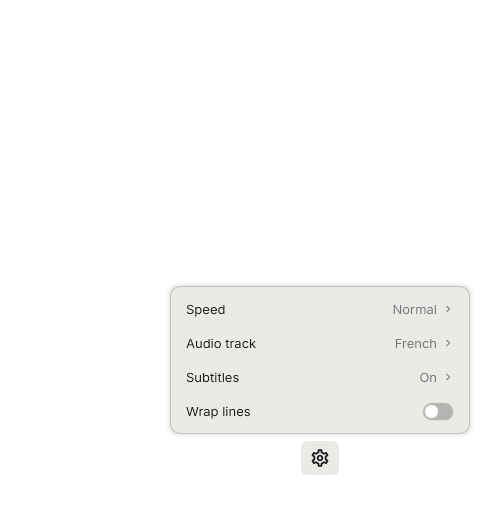 Speed Normal
Audio track French
Subtitles On
Wrap lines